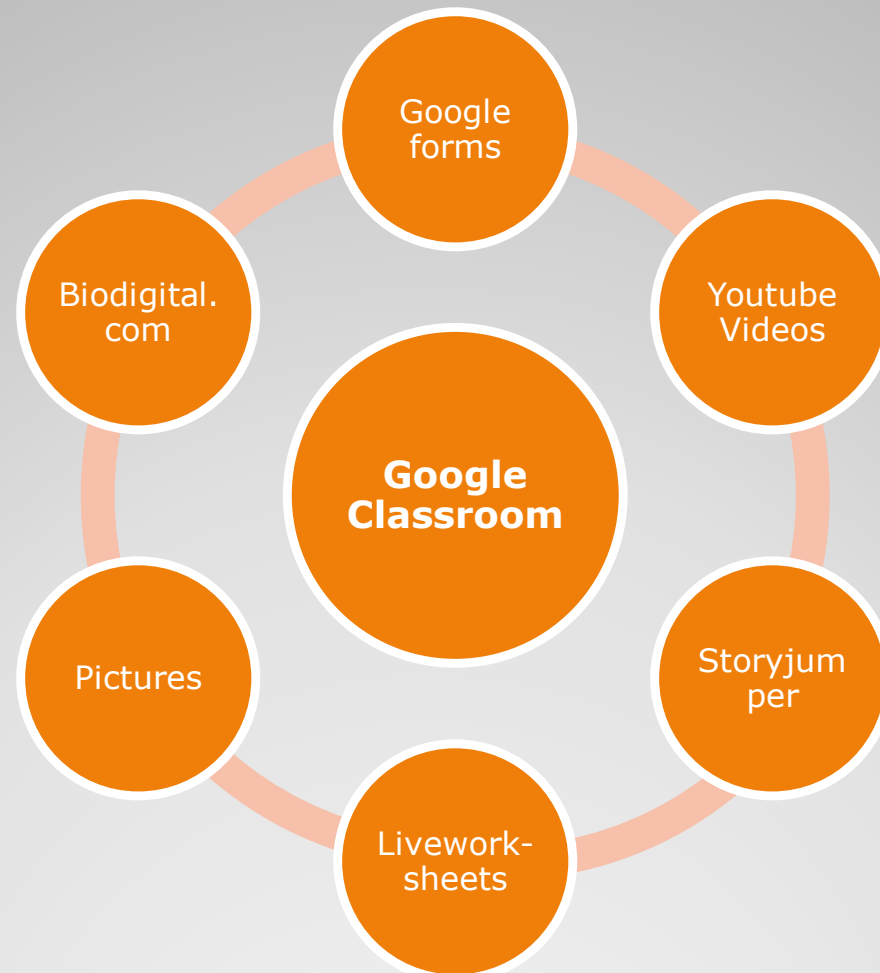 Google
forms
Biodigital.
com
Youtube
Videos
Google
Classroom
Pictures
Storyjum
per
Livework-
sheets